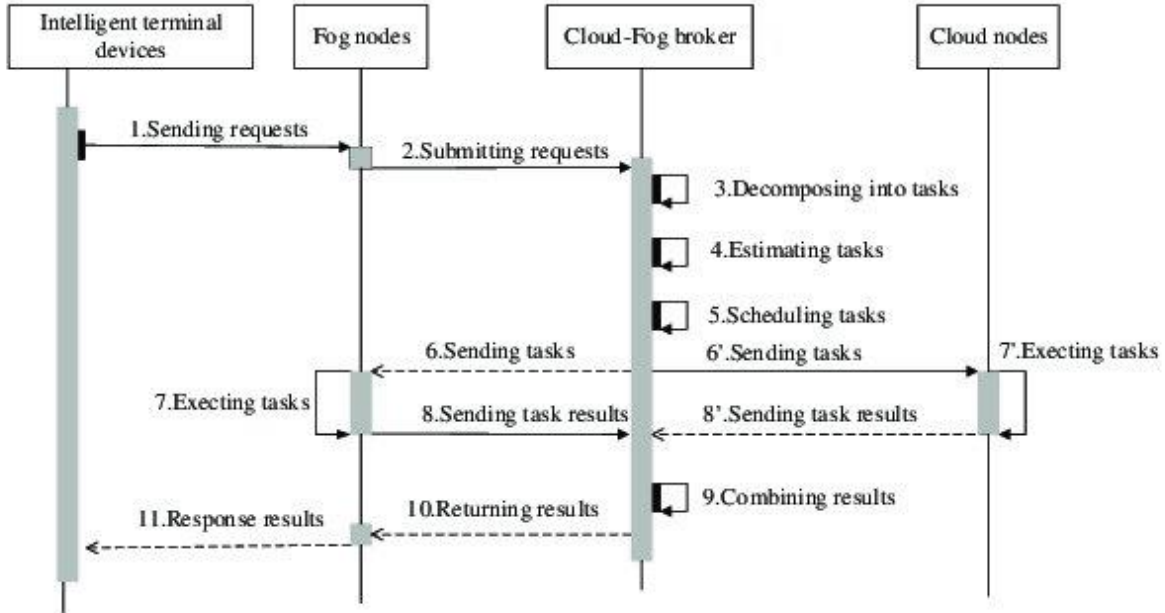 Intelligent terminal
devices
Fog nodes
Cloud-Fog broker
Cloud nodes
1.Sending requests
2.Submitting requests
3.Decomposing into tasks
4.Estimating tasks
5.Scheduling tasks
6.Sending tasks
6'.Sending tasks
7'.Execting tasks
7.Execting tasks
8.Sending task results
8'.Sending task results
9.Combining results
10.Returning results
11.Response results